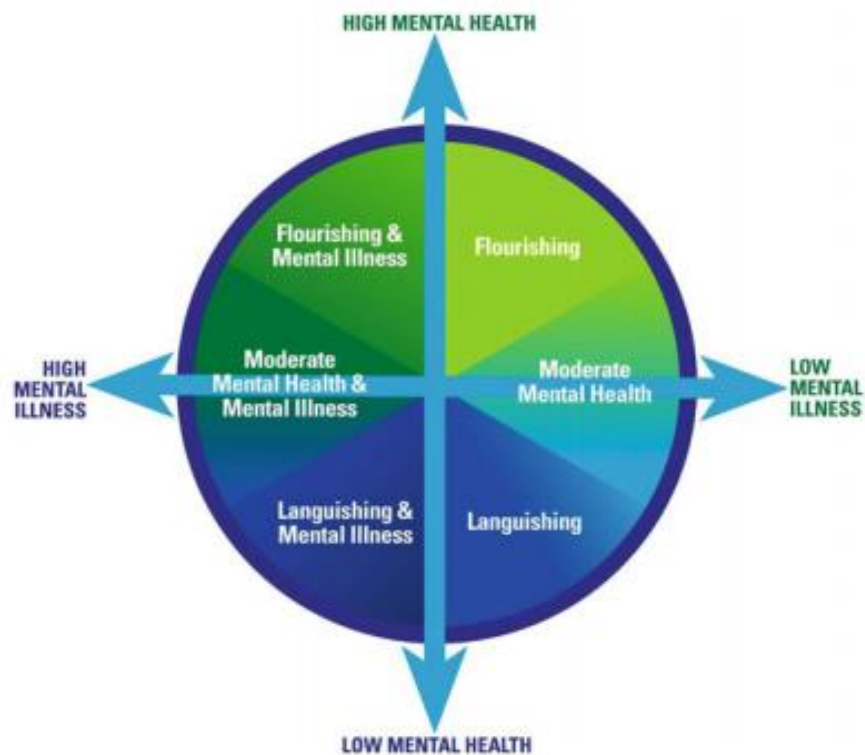 HIGH MENTAL HEALTH
Flourishing &
Mental Illness
Flourishing
HIGH
MENTAL
ILLNESS
Moderate
Mental Health &
Mental Illness
Moderate
Mental Health
LOW
MENTAL
ILLNESS
Languishing &
Mental Illness
Languishing
LOW MENTAL HEALTH